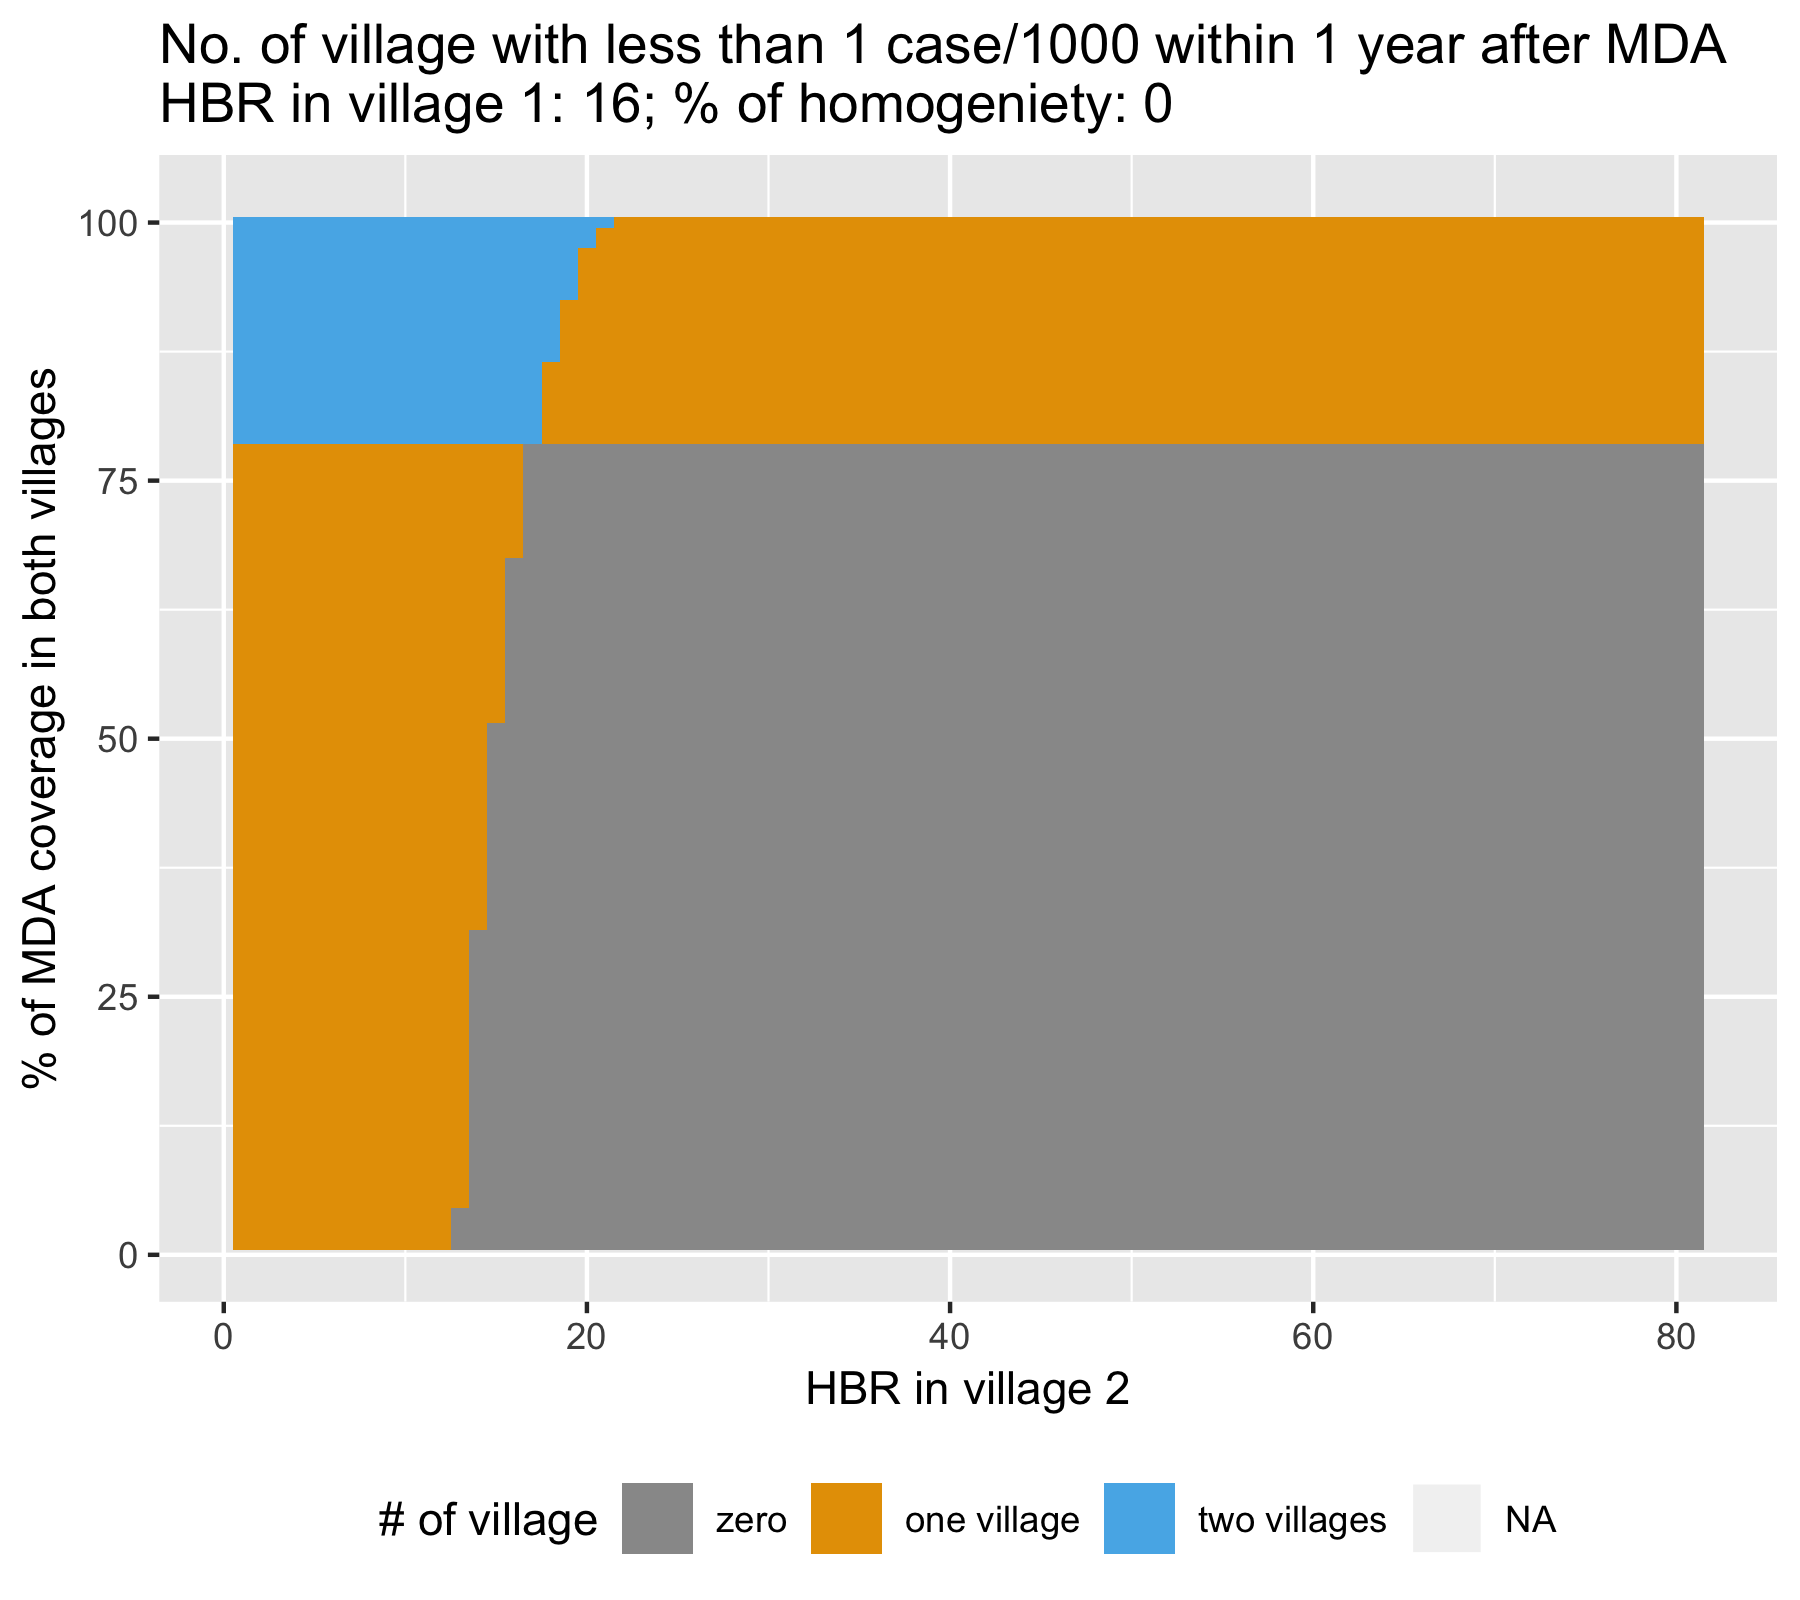 No. of village with less than 1 case/1000 within 1 year after MDA
HBR in village 1: 16; % of homogeniety: 0
% of MDA coverage in both villages
100
75
50
25
0
0 20 40 60 80
HBR in village 2
# of village zero one village two villages NA